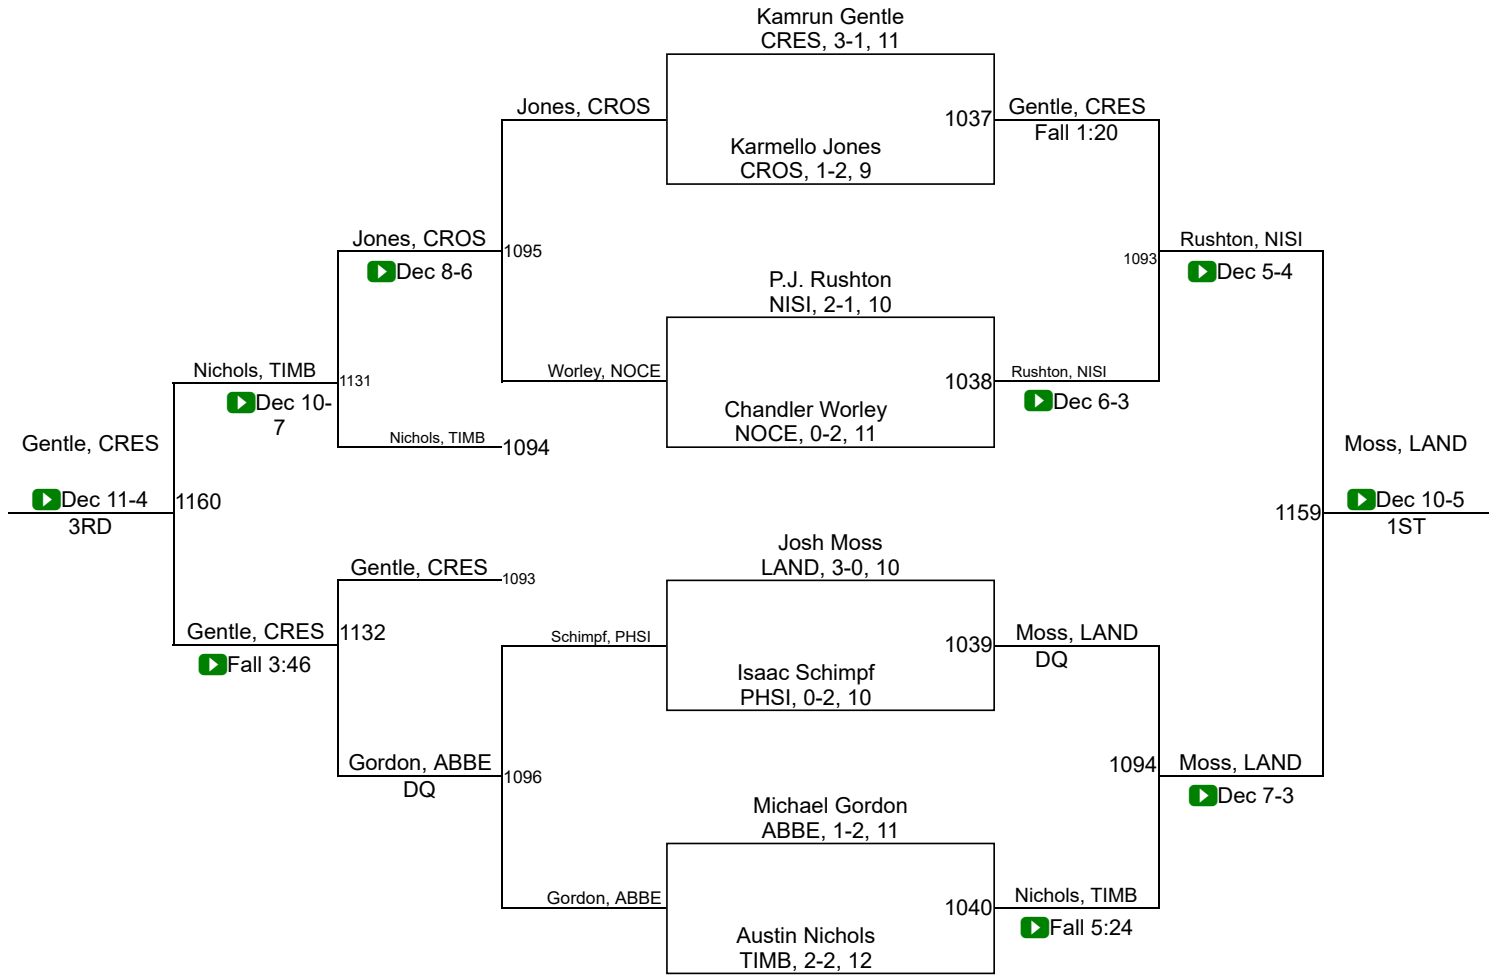 Kamrun Gentle
CRES, 3-1, 11
Jones, CROS
1037
Gentle, CRES
Fall 1:20
Karmello Jones
CROS, 1-2, 9
Jones, CROS
1095
Dec 8-6
Rushton, NISI
1093
Dec 5-4
P.J. Rushton
NISI, 2-1, 10
Nichols, TIMB
1131
Dec 10-
7
Worley, NOCE
1038
Rushton, NISI
Dec 6-3
Chandler Worley
NOCE, 0-2, 11
Nichols, TIMB
1094
Gentle, CRES
Dec 11-4
3RD
1160
Moss, LAND
1159
Dec 10-5
1ST
Josh Moss
LAND, 3-0, 10
Gentle, CRES
1093
Gentle, CRES
1132
Fall 3:46
Schimpf, PHSI
1039
Moss, LAND
DQ
Isaac Schimpf
PHSI, 0-2, 10
Gordon, ABBE
1096
DQ
1094
Moss, LAND
Dec 7-3
Michael Gordon
ABBE, 1-2, 11
Gordon, ABBE
1040
Nichols, TIMB
Fall 5:24
Austin Nichols
TIMB, 2-2, 12